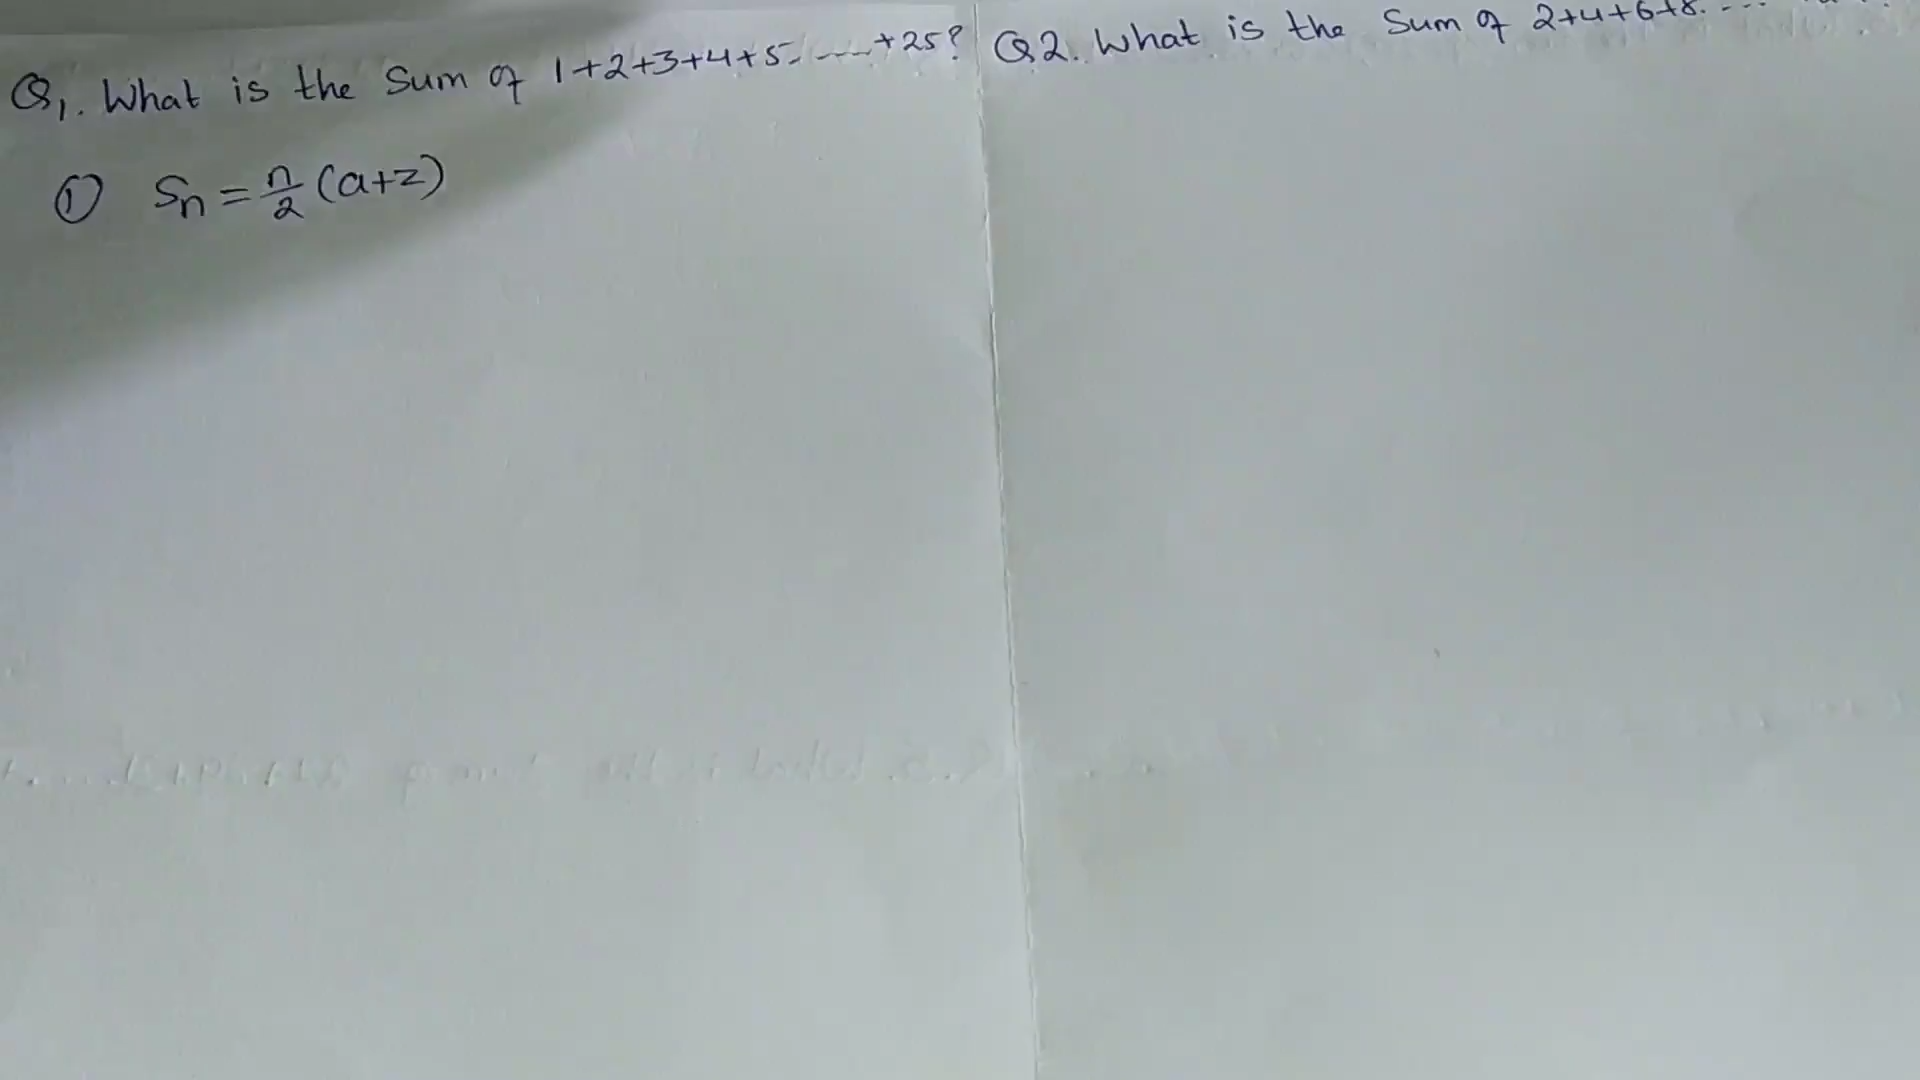 Q1. What is the Sum of 1+2+3+4+5- ----+25?
① Sn = n/2 (a+z)
Q2. What is the Sum of 2+4+6+8. ---